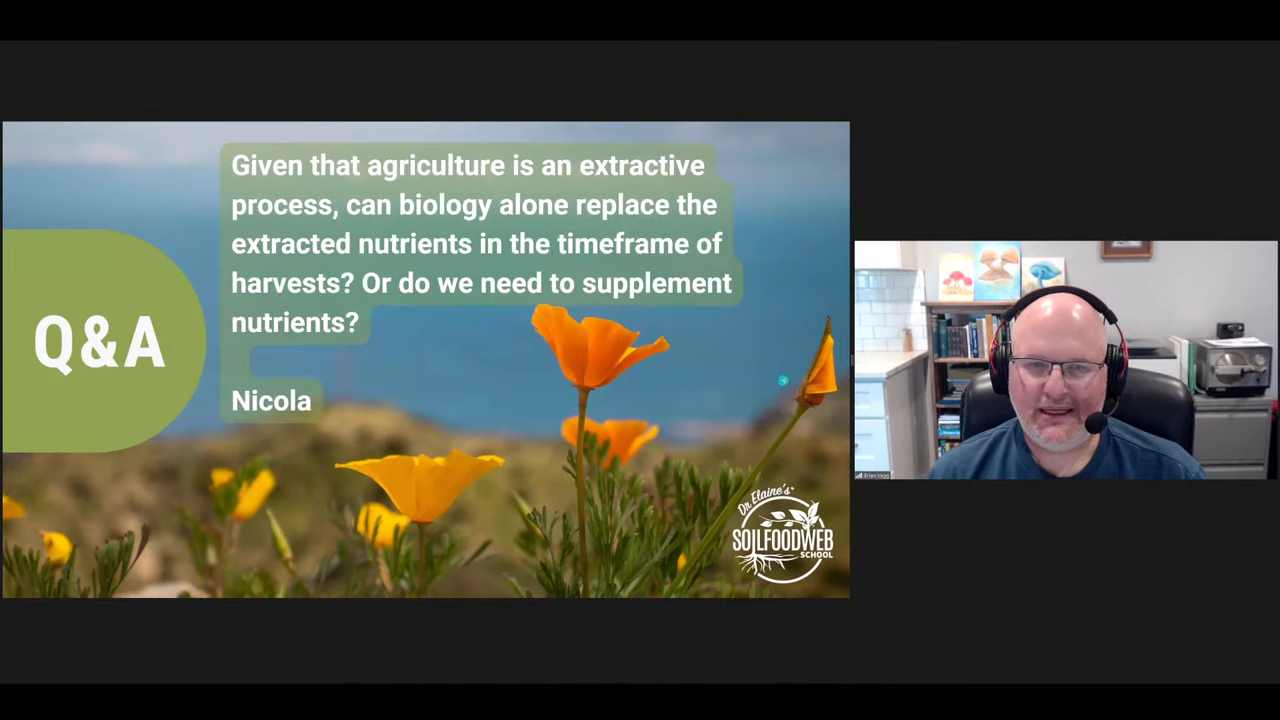 Given that agriculture is an extractive
process, can biology alone replace the
extracted nutrients in the timeframe of
harvests? Or do we need to supplement
nutrients?
Nicola
Q&A
Dr. Elaine's
SOILFOODWEB
SCHOOL